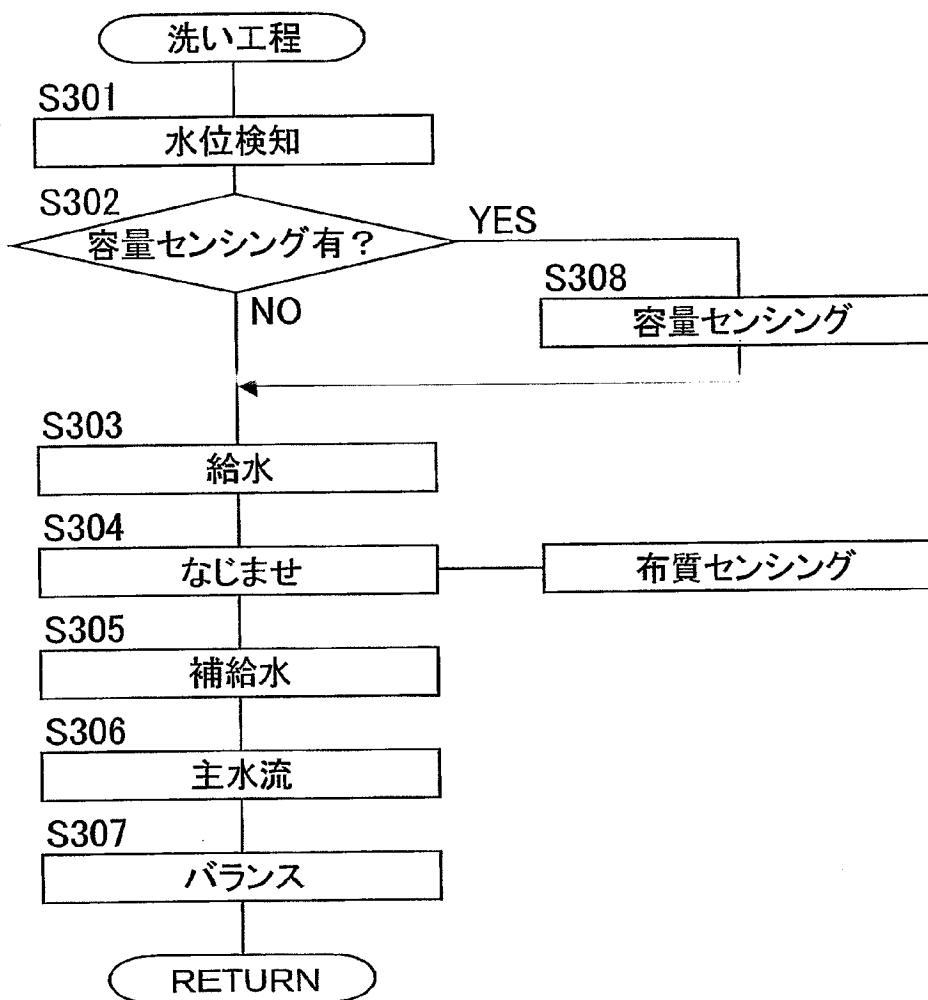 洗い工程
S301
水位検知
S302
容量センシング有？
YES
NO
S308
容量センシング
S303
給水
S304
なじませ
布質センシング
S305
補給水
S306
主水流
S307
バランス
RETURN